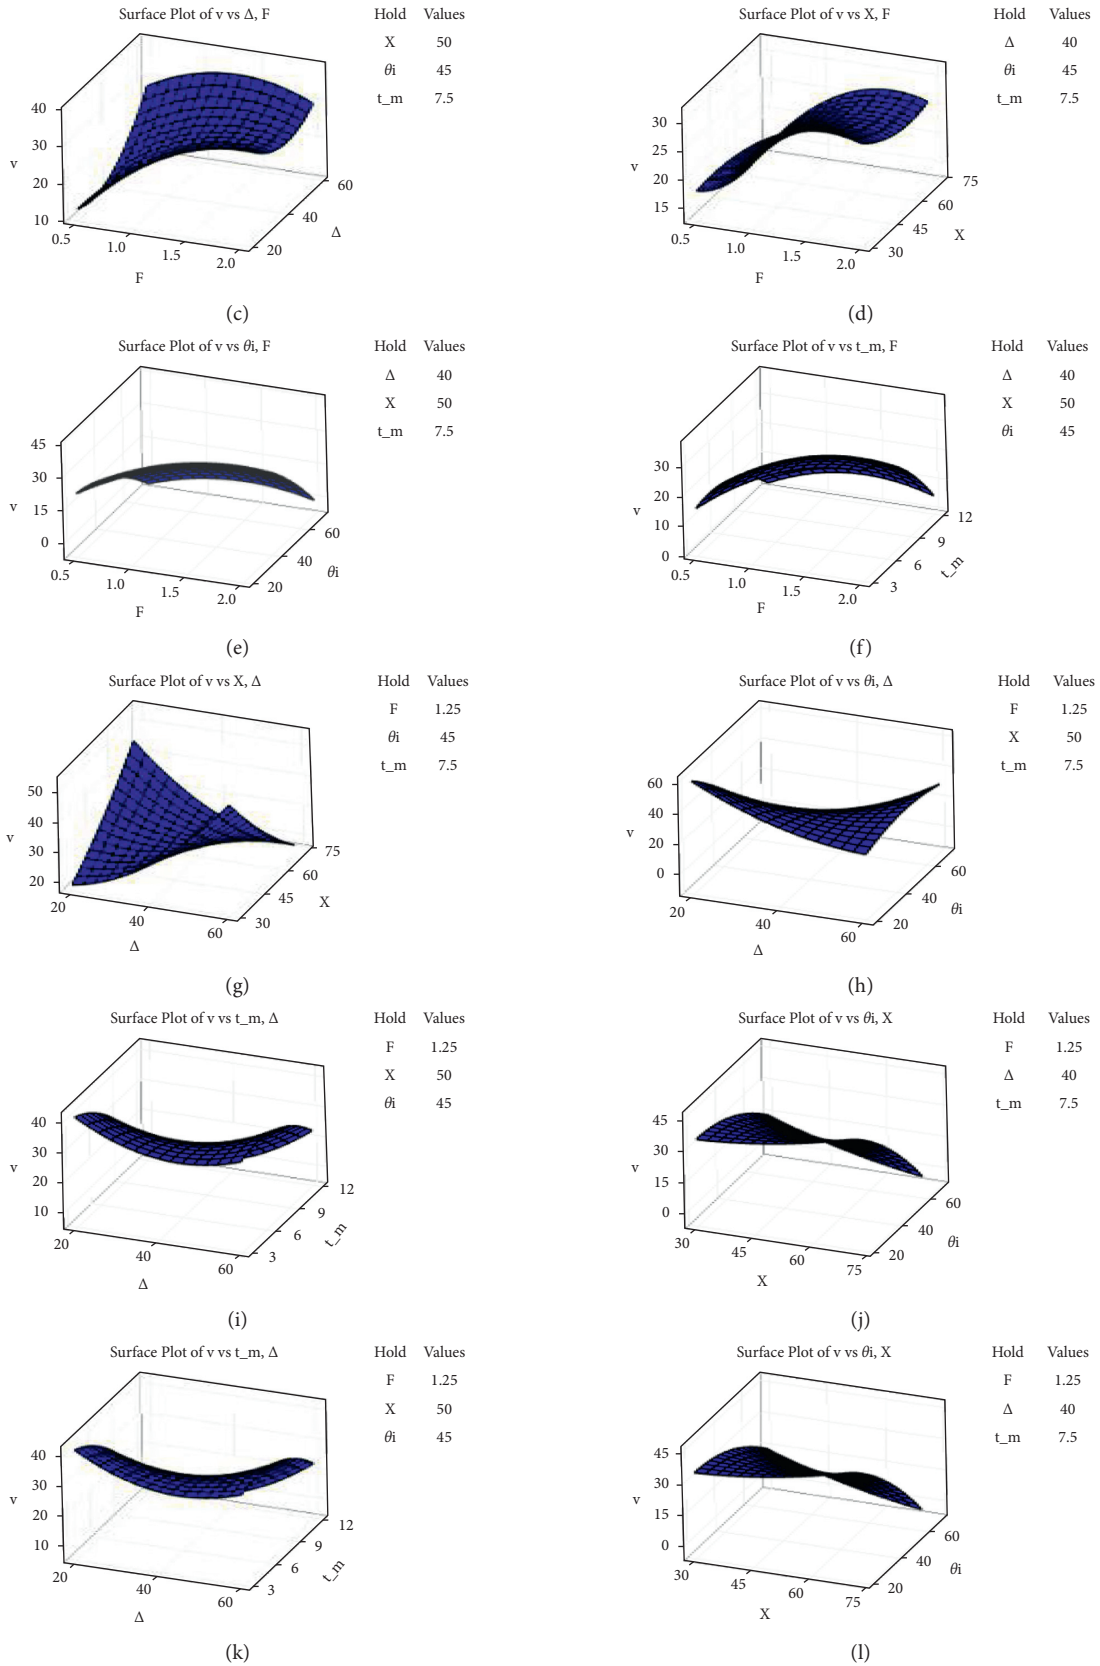 Surface Plot of v vs Δ, F
Hold Values
X 50
θi 45
t_m 7.5
40
30
20
10
v
0.5
1.0
1.5
2.0
F
20
40
60
Δ
(c)
Surface Plot of v vs X, F
Hold Values
Δ 40
θi 45
t_m 7.5
30
25
20
15
v
0.5
1.0
1.5
2.0
F
30
45
60
75
X
(d)
Surface Plot of v vs θi, F
Hold Values
Δ 40
X 50
t_m 7.5
45
30
15
0
v
0.5
1.0
1.5
2.0
F
20
40
60
θi
(e)
Surface Plot of v vs t_m, F
Hold Values
Δ 40
X 50
θi 45
30
20
10
0
v
0.5
1.0
1.5
2.0
F
3
6
9
12
t_m
(f)
Surface Plot of v vs X, Δ
Hold Values
F 1.25
θi 45
t_m 7.5
50
40
30
20
v
20
40
60
Δ
30
45
60
75
X
(g)
Surface Plot of v vs θi, Δ
Hold Values
F 1.25
X 50
t_m 7.5
60
40
20
0
v
20
40
60
Δ
20
40
60
θi
(h)
Surface Plot of v vs t_m, Δ
Hold Values
F 1.25
X 50
θi 45
40
30
20
10
v
20
40
60
Δ
3
6
9
12
t_m
(i)
Surface Plot of v vs θi, X
Hold Values
F 1.25
Δ 40
t_m 7.5
45
30
15
0
v
30
45
60
75
X
20
40
60
θi
(j)
Surface Plot of v vs t_m, Δ
Hold Values
F 1.25
X 50
θi 45
40
30
20
10
v
20
40
60
Δ
3
6
9
12
t_m
(k)
Surface Plot of v vs θi, X
Hold Values
F 1.25
Δ 40
t_m 7.5
45
30
15
0
v
30
45
60
75
X
20
40
60
θi
(l)